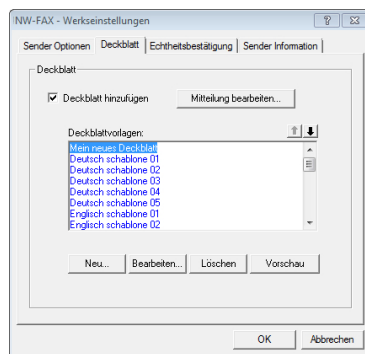 NW-FAX - Werkseinstellungen
Sender Optionen Deckblatt Echtheitsbestätigung Sender Information
Deckblatt
Deckblatt hinzufügen Mitteilung bearbeiten...
Deckblattvorlagen:
Mein neues Deckblatt
Deutsch schablone 01
Deutsch schablone 02
Deutsch schablone 03
Deutsch schablone 04
Deutsch schablone 05
Englisch schablone 01
Englisch schablone 02
Neu... Bearbeiten... Löschen Vorschau
OK Abbrechen